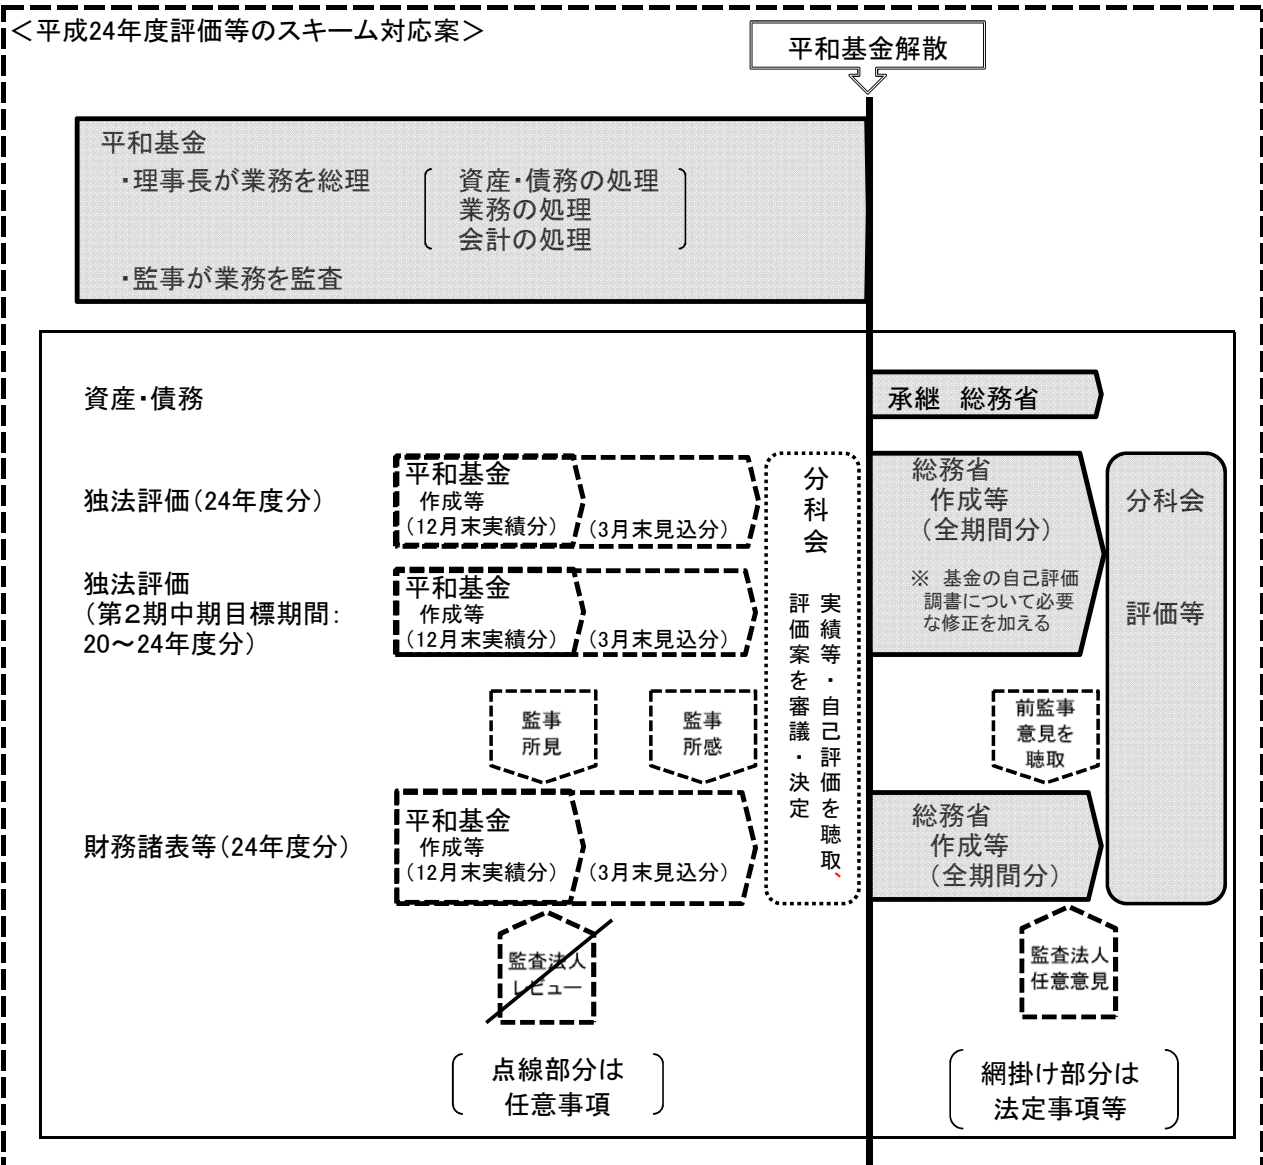 ＜平成24年度評価等のスキーム対応案＞
平和基金解散
平和基金
・理事長が業務を総理
資産・債務の処理
業務の処理
会計の処理
・監事が業務を監査
資産・債務
承継　総務省
独法評価（24年度分）
平和基金
作成等
（12月末実績分）
（3月末見込分）
独法評価
（第２期中期目標期間：
20～24年度分）
平和基金
作成等
（12月末実績分）
（3月末見込分）
分科会
実績等・自己評価を聴取、
評価案を審議・決定
総務省
作成等
（全期間分）
※　基金の自己評価
調書について必要
な修正を加える
分科会
評価等
監事
所見
監事
所感
前監事
意見を
聴取
財務諸表等（24年度分）
平和基金
作成等
（12月末実績分）
（3月末見込分）
総務省
作成等
（全期間分）
監査法人
レビュー
監査法人
任意意見
点線部分は
任意事項
網掛け部分は
法定事項等